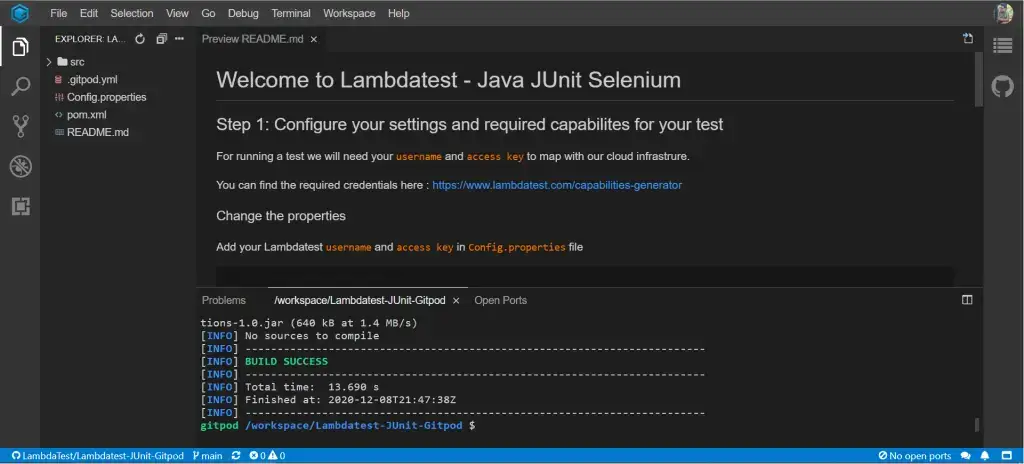 File Edit Selection View Go Debug Terminal Workspace Help
EXPLORER: LA...
Preview README.md
src
.gitpod.yml
Config.properties
pom.xml
README.md
Welcome to Lambdatest - Java JUnit Selenium
Step 1: Configure your settings and required capabilites for your test
For running a test we will need your username and access key to map with our cloud infrastrure.
You can find the required credentials here : https://www.lambdatest.com/capabilities-generator
Change the properties
Add your Lambdatest username and access key in Config.properties file
Problems /workspace/Lambdatest-JUnit-Gitpod Open Ports
tions-1.0.jar (640 kB at 1.4 MB/s)
[INFO] No sources to compile
[INFO] ------------------------------------------------------------------------
[INFO] BUILD SUCCESS
[INFO] ------------------------------------------------------------------------
[INFO] Total time:  13.690 s
[INFO] Finished at: 2020-12-08T21:47:38Z
[INFO] ------------------------------------------------------------------------
gitpod /workspace/Lambdatest-JUnit-Gitpod $
LambdaTest/Lambdatest-JUnit-Gitpod main 0 0 No open ports